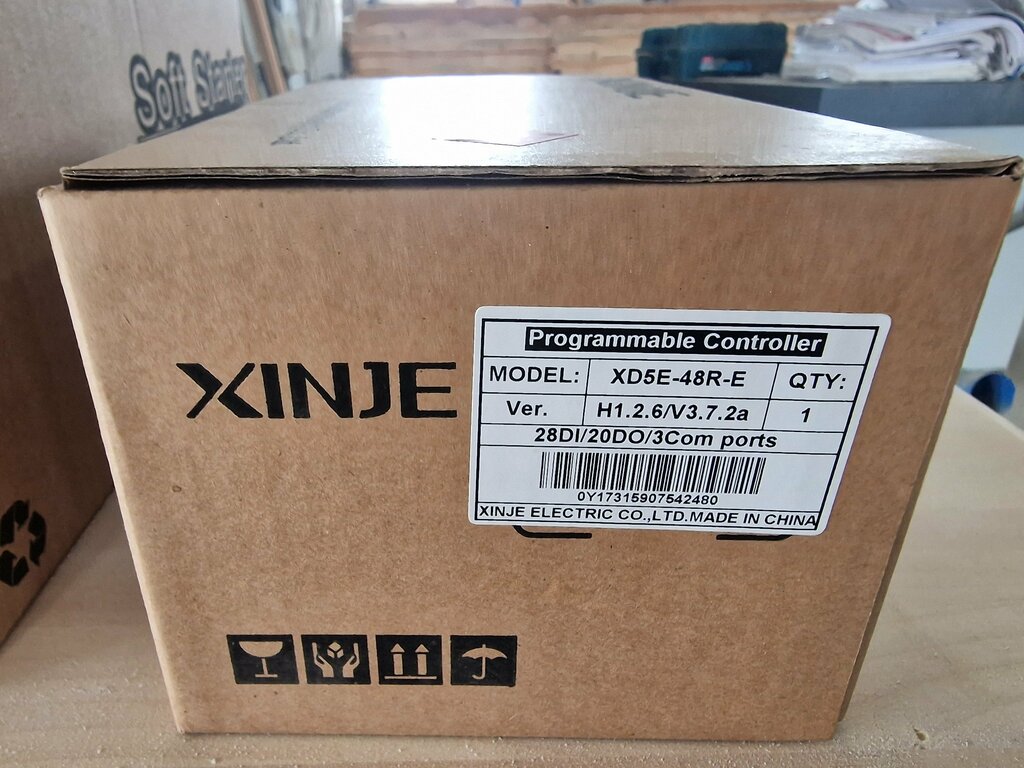 Soft Starter
XINJE
Programmable Controller
MODEL: XD5E-48R-E QTY:
Ver. H1.2.6/V3.7.2a 1
28DI/20DO/3Com ports
0Y17315907542480
XINJE ELECTRIC CO.,LTD.MADE IN CHINA